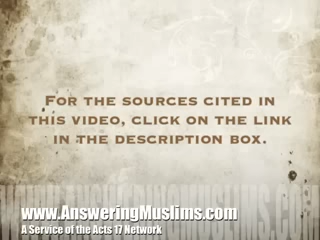 For the sources cited in
this video, click on the link
in the description box.
www.AnsweringMuslims.com
A Service of the Acts 17 Network